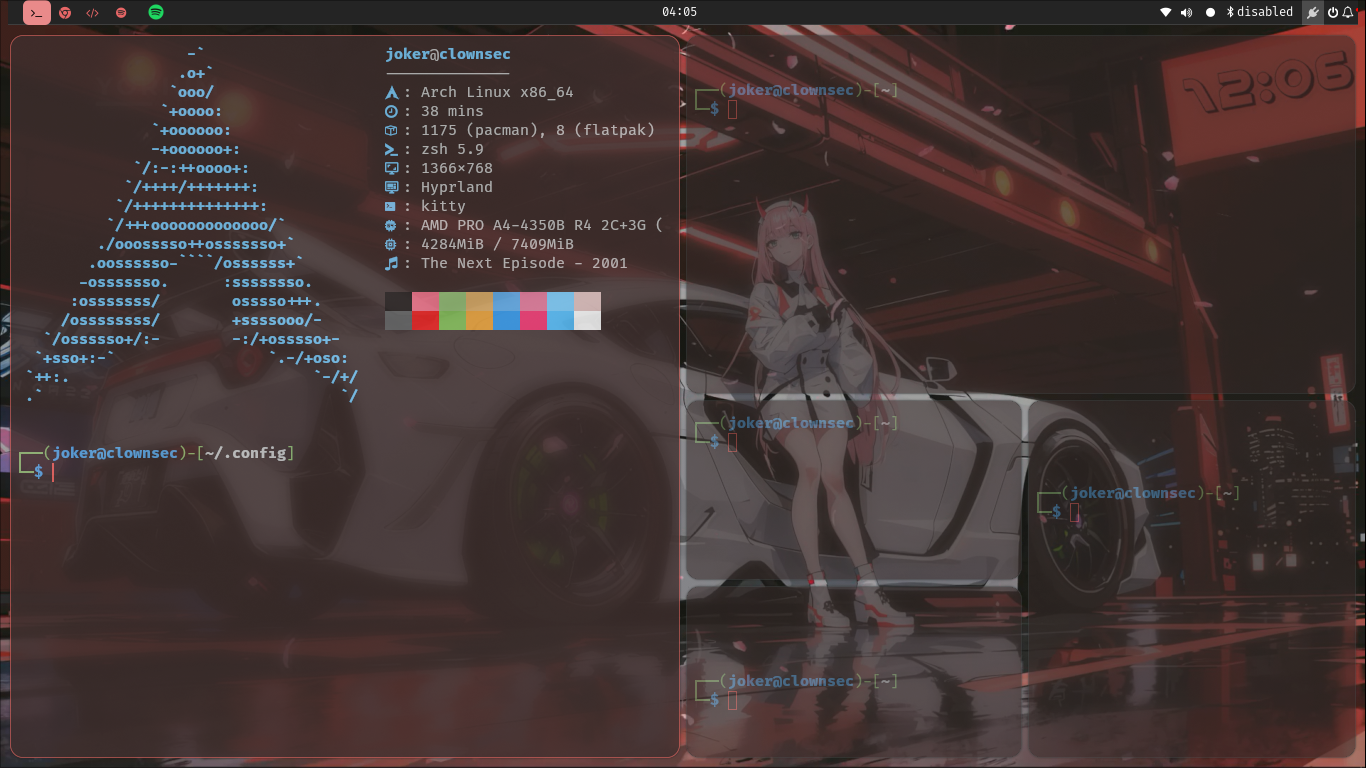 04:05
disabled
-`
.o+`
`ooo/
`+oooo:
`+oooooo:
-+oooooo+:
`/:-:++oooo+:
`/++++/+++++++:
`/++++++++++++++:
`/+++ooooooooooooo/`
./ooosssso++osssssso+`
.oossssso-````/ossssss+`
-osssssso.      :ssssssso.
:osssssss/        osssso+++.
/ossssssss/        +ssssooo/-
`/ossssso+/:-        -:/+osssso+-
`+sso+:-`                 `.-/+oso:
`++:.                           `-/+/
.`                                 `/
joker@clownsec
: Arch Linux x86_64
: 38 mins
: 1175 (pacman), 8 (flatpak)
: zsh 5.9
: 1366×768
: Hyprland
: kitty
: AMD PRO A4-4350B R4 2C+3G (
: 4284MiB / 7409MiB
: The Next Episode - 2001
┌──(joker@clownsec)-[~/.config]
└─$
┌──(joker@clownsec)-[~]
└─$
┌──(joker@clownsec)-[~]
└─$
┌──(joker@clownsec)-[~]
└─$
┌──(joker@clownsec)-[~]
└─$
12:06